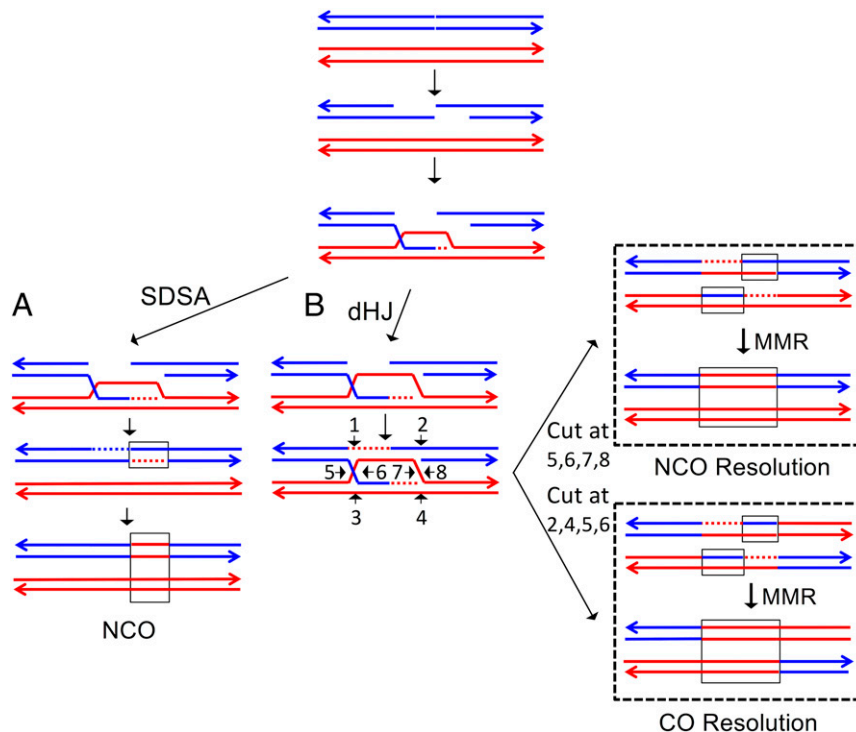 A
SDSA
B
dHJ
1
2
5
6
7
8
3
4
NCO
Cut at
5,6,7,8
Cut at
2,4,5,6
MMR
NCO Resolution
MMR
CO Resolution